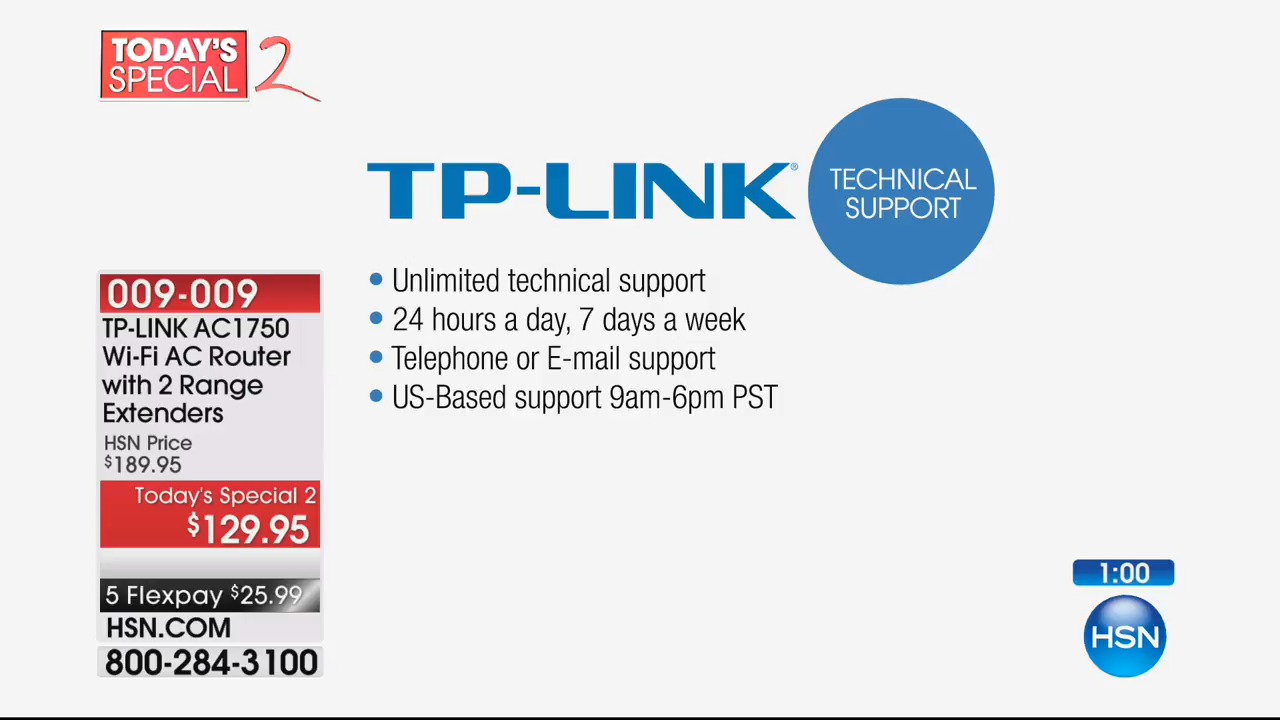 TODAY'S
SPECIAL 2
TP-LINK®
TECHNICAL
SUPPORT
• Unlimited technical support
• 24 hours a day, 7 days a week
• Telephone or E-mail support
• US-Based support 9am-6pm PST
009-009
TP-LINK AC1750
Wi-Fi AC Router
with 2 Range
Extenders
HSN Price
$189.95
Today's Special 2
$129.95
5 Flexpay $25.99
HSN.COM
800-284-3100
1:00
HSN